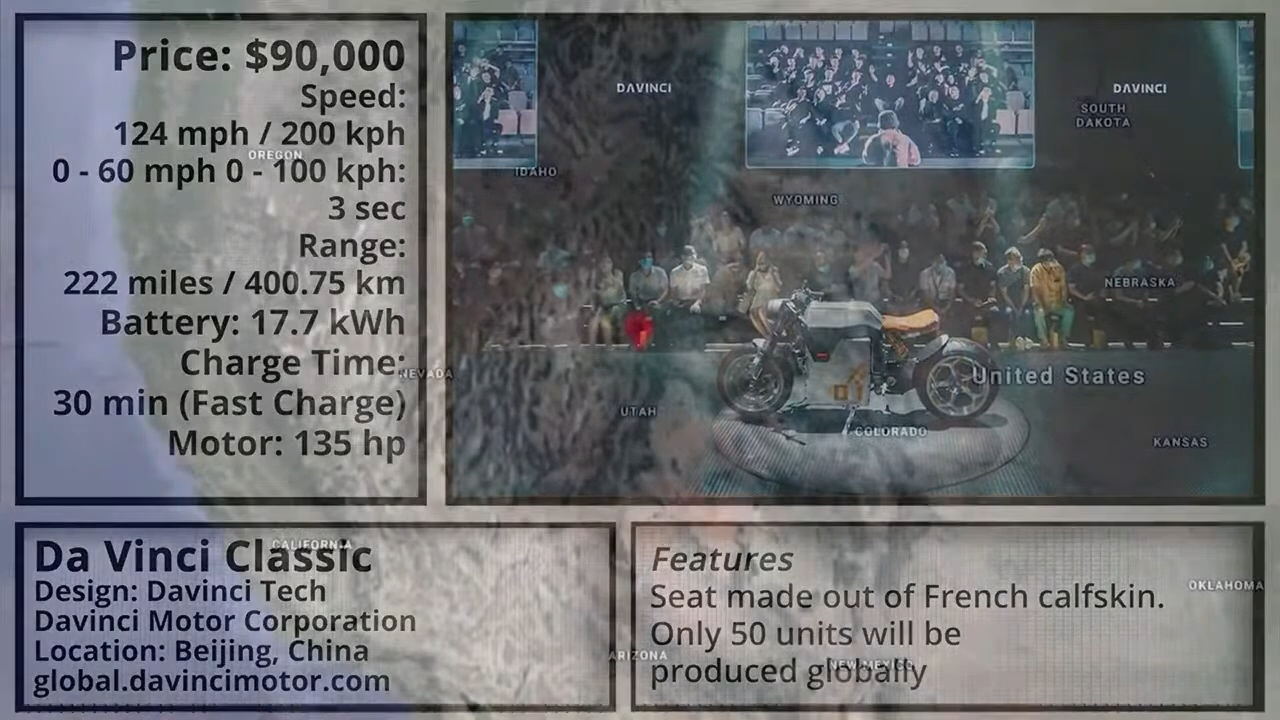 Price: $90,000
Speed:
124 mph / 200 kph
0 - 60 mph 0 - 100 kph:
3 sec
Range:
222 miles / 400.75 km
Battery: 17.7 kWh
Charge Time:
30 min (Fast Charge)
Motor: 135 hp
OREGON
NEVADA
CALIFORNIA
DAVINCI
DAVINCI
SOUTH
DAKOTA
IDAHO
WYOMING
NEBRASKA
United States
UTAH
COLORADO
KANSAS
Da Vinci Classic
Design: Davinci Tech
Davinci Motor Corporation
Location: Beijing, China
global.davincimotor.com
Features
Seat made out of French calfskin.
Only 50 units will be
produced globally
OKLAHOMA
ARIZONA
NEW MEXICO